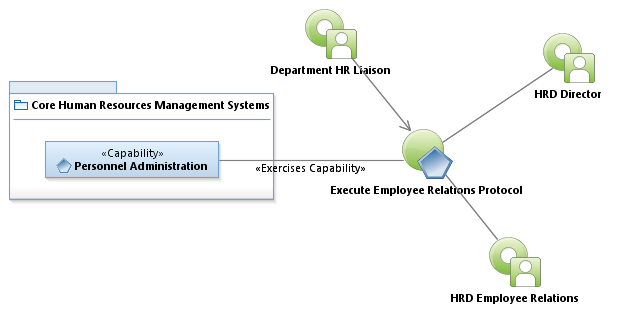 Department HR Liaison
HRD Director
Core Human Resources Management Systems
«Capability»
Personnel Administration
«Exercises Capability»
Execute Employee Relations Protocol
HRD Employee Relations